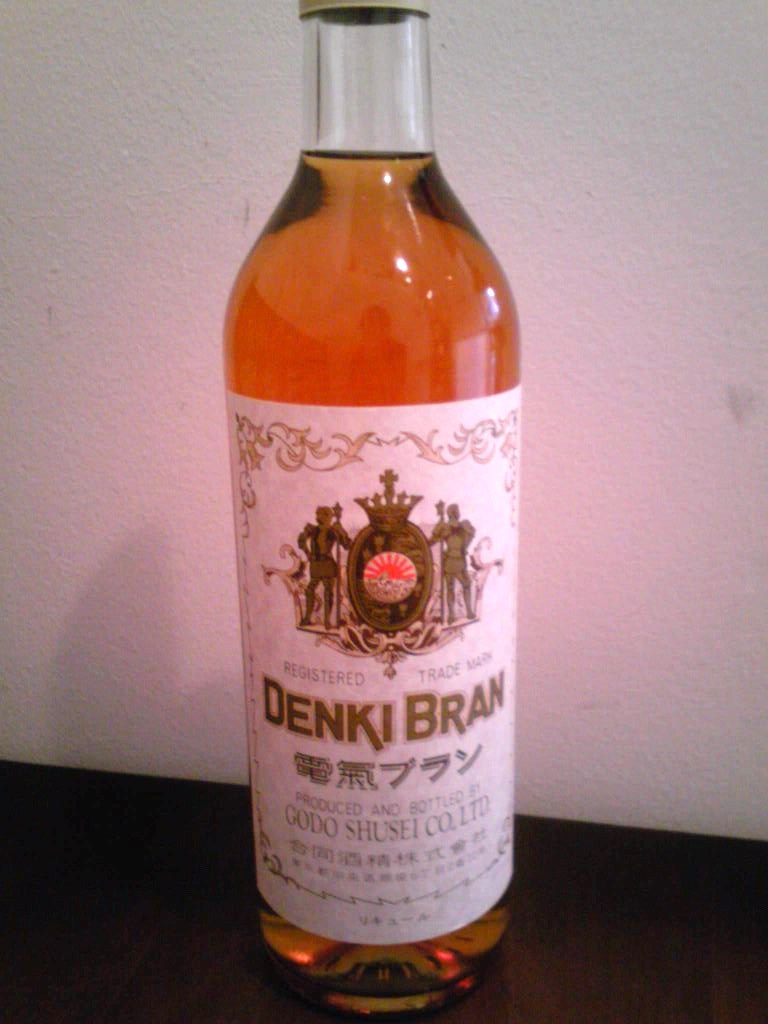 REGISTERED TRADE MARK
DENKI BRAN
電氣ブラン
PRODUCED AND BOTTLED BY
GODO SHUSEI CO., LTD.
合同酒精株式會社
リキュール